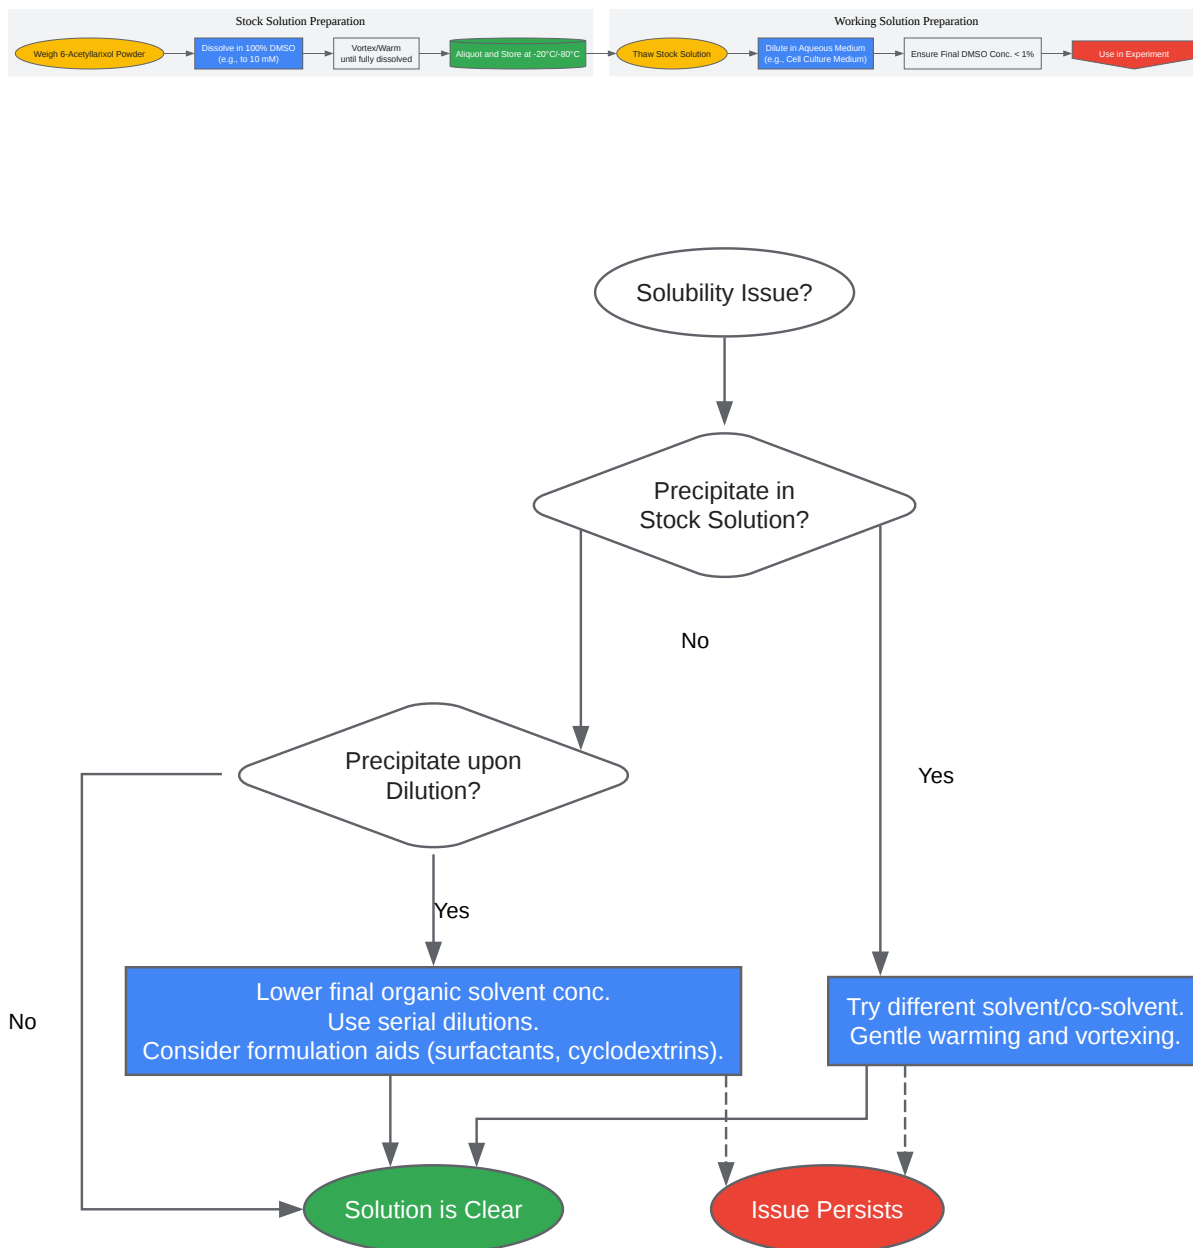 Stock Solution Preparation
Working Solution Preparation
Weigh 6-Acetyllarixol Powder
Dissolve in 100% DMSO
(e.g., to 10 mM)
Vortex/Warm
until fully dissolved
Aliquot and Store at -20°C/-80°C
Thaw Stock Solution
Dilute in Aqueous Medium
(e.g., Cell Culture Medium)
Ensure Final DMSO Conc. < 1%
Use in Experiment
Solubility Issue?
Precipitate in
Stock Solution?
No
Precipitate upon
Dilution?
Yes
Yes
Lower final organic solvent conc.
Use serial dilutions.
Consider formulation aids (surfactants, cyclodextrins).
Try different solvent/co-solvent.
Gentle warming and vortexing.
No
Solution is Clear
Issue Persists